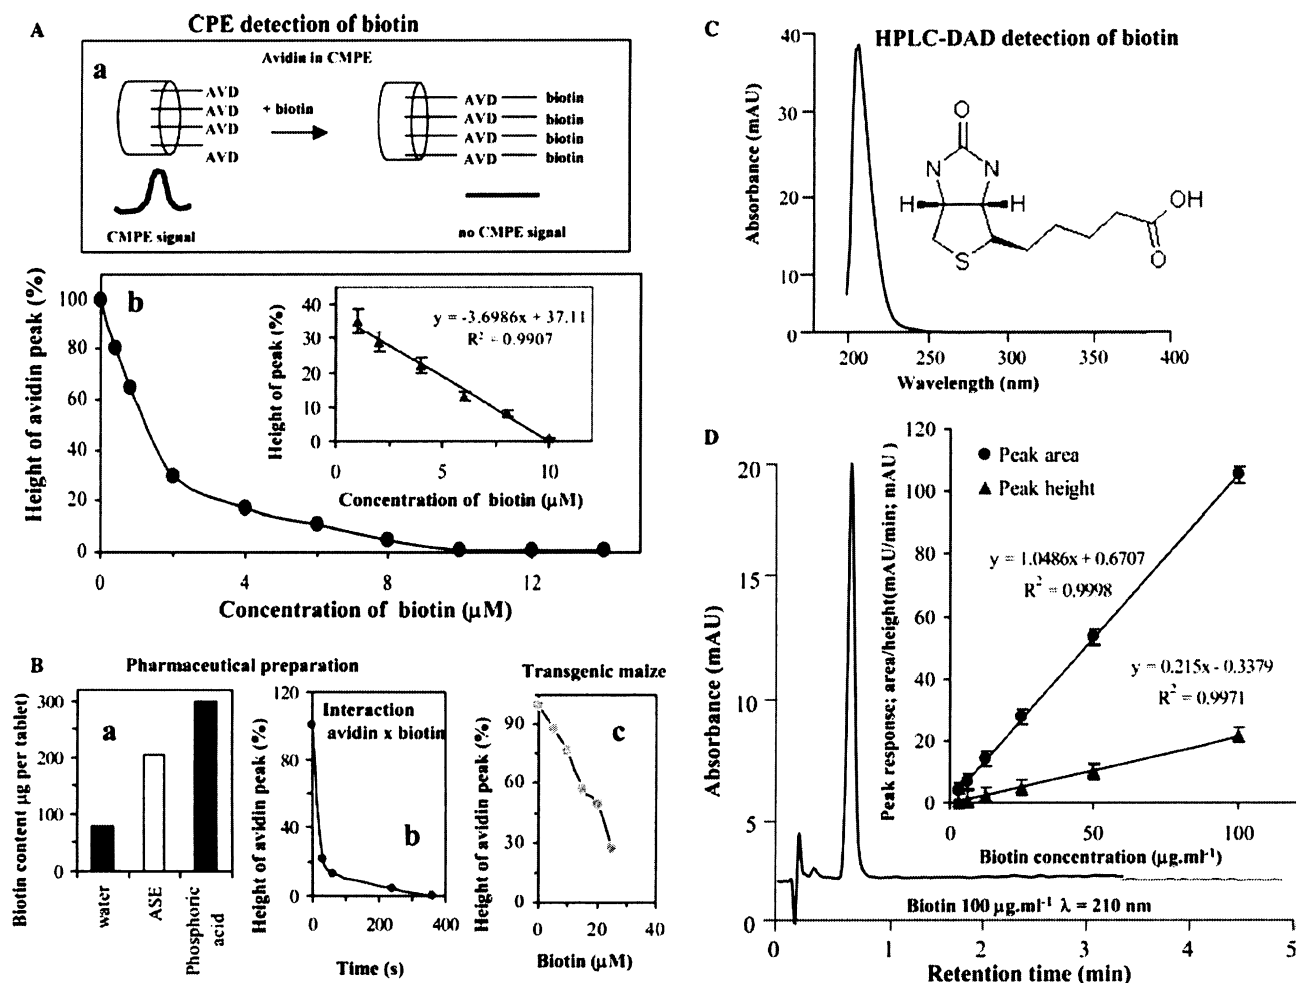 A
CPE detection of biotin
a
Avidin in CMPE
AVD
AVD
AVD
AVD
+ biotin
AVD biotin
AVD biotin
AVD biotin
AVD biotin
CMPE signal
no CMPE signal
b
Height of avidin peak (%)
100
80
60
40
20
0
0 4 8 12
Concentration of biotin (µM)
Height of peak (%)
40
30
20
10
0
y = -3.6986x + 37.11
R² = 0.9907
0 5 10
Concentration of biotin (µM)
B
Pharmaceutical preparation
a
Biotin content µg per tablet)
300
200
100
0
water
ASE
Phosphoric acid
Height of avidin peak (%)
120
80
40
0
Interaction
avidin x biotin
b
0 200 400
Time (s)
Transgenic maize
c
Height of avidin peak (%)
90
60
30
0
0 20 40
Biotin (µM)
C
HPLC-DAD detection of biotin
Absorbance (mAU)
40
30
20
10
0
O
N N
H H
S
OH
O
200 250 300 350 400
Wavelength (nm)
D
Absorbance (mAU)
20
15
10
5
0
Peak response; area/height(mAU/min; mAU)
120
100
80
60
40
20
0
Peak area
Peak height
y = 1.0486x + 0.6707
R² = 0.9998
y = 0.215x - 0.3379
R² = 0.9971
0 50 100
Biotin concentration (µg.ml⁻¹)
Biotin 100 µg.ml⁻¹ λ = 210 nm
0 1 2 3 4 5
Retention time (min)